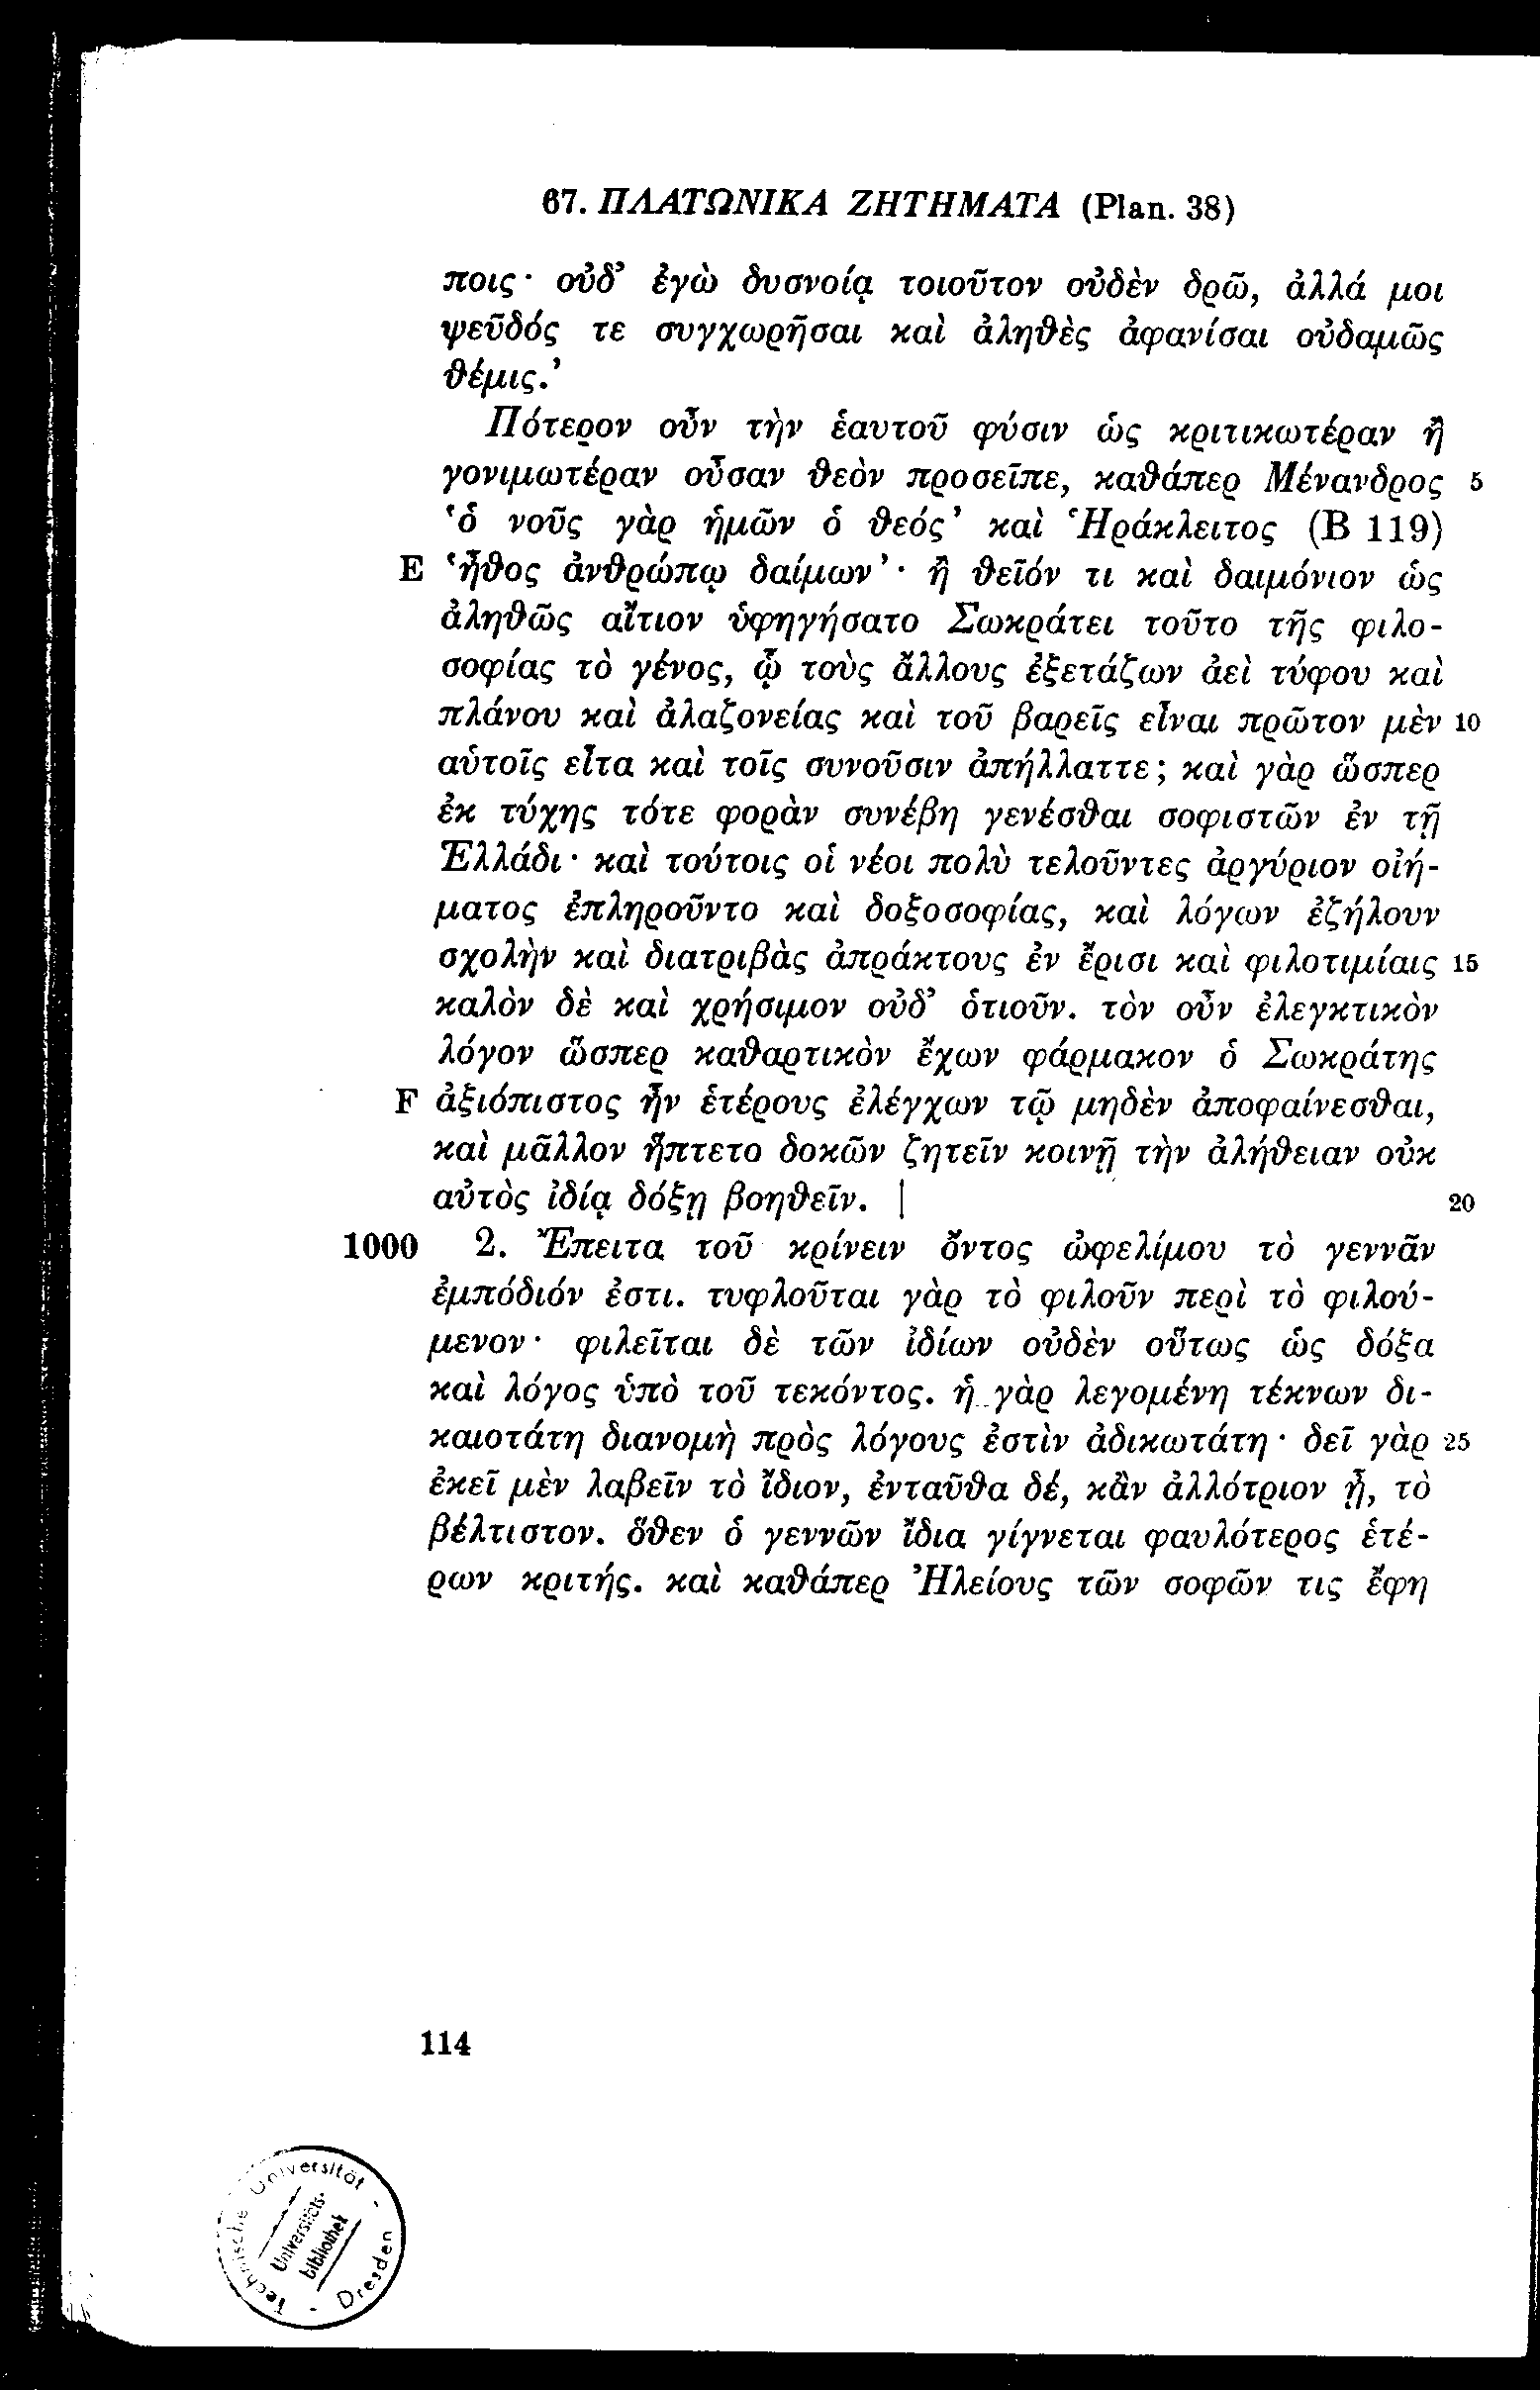 67. ΠΛΑΤΩΝΙΚΑ ΖΗΤΗΜΑΤΑ (Plan. 38)
ποις· οὐδ’ ἐγὼ δυσνοίᾳ τοιοῦτον οὐδὲν δρῶ, ἀλλά μοι
ψεῦδός τε συγχωρῆσαι καὶ ἀληθὲς ἀφανίσαι οὐδαμῶς
θέμις.’
Πότερον οὖν τὴν ἑαυτοῦ φύσιν ὡς κριτικωτέραν ἢ
γονιμωτέραν οὖσαν θεὸν προσεῖπε, καθάπερ Μένανδρος 5
‘ὁ νοῦς γὰρ ἡμῶν ὁ θεός’ καὶ Ἡράκλειτος (B 119)
E ‘ἦθος ἀνθρώπῳ δαίμων’· ἢ θεῖόν τι καὶ δαιμόνιον ὡς
ἀληθῶς αἴτιον ὑφηγήσατο Σωκράτει τοῦτο τῆς φιλο-
σοφίας τὸ γένος, ᾧ τοὺς ἄλλους ἐξετάζων ἀεὶ τύφου καὶ
πλάνου καὶ ἀλαζονείας καὶ τοῦ βαρεῖς εἶναι πρῶτον μὲν 10
αὑτοῖς εἶτα καὶ τοῖς συνοῦσιν ἀπήλλαττε; καὶ γὰρ ὥσπερ
ἐκ τύχης τότε φορὰν συνέβη γενέσθαι σοφιστῶν ἐν τῇ
Ἑλλάδι· καὶ τούτοις οἱ νέοι πολὺ τελοῦντες ἀργύριον οἰή-
ματος ἐπληροῦντο καὶ δοξοσοφίας, καὶ λόγων ἐζήλουν
σχολὴν καὶ διατριβὰς ἀπράκτους ἐν ἔρισι καὶ φιλοτιμίαις 15
καλὸν δὲ καὶ χρήσιμον οὐδ’ ὁτιοῦν. τὸν οὖν ἐλεγκτικὸν
λόγον ὥσπερ καθαρτικὸν ἔχων φάρμακον ὁ Σωκράτης
F ἀξιόπιστος ἦν ἑτέρους ἐλέγχων τῷ μηδὲν ἀποφαίνεσθαι,
καὶ μᾶλλον ἥπτετο δοκῶν ζητεῖν κοινῇ τὴν ἀλήθειαν οὐκ
αὐτὸς ἰδίᾳ δόξῃ βοηθεῖν. | 20
1000 2. Ἔπειτα τοῦ κρίνειν ὄντος ὠφελίμου τὸ γεννᾶν
ἐμπόδιόν ἐστι. τυφλοῦται γὰρ τὸ φιλοῦν περὶ τὸ φιλού-
μενον· φιλεῖται δὲ τῶν ἰδίων οὐδὲν οὕτως ὡς δόξα
καὶ λόγος ὑπὸ τοῦ τεκόντος. ἡ γὰρ λεγομένη τέκνων δι-
καιοτάτη διανομὴ πρὸς λόγους ἐστὶν ἀδικωτάτη· δεῖ γὰρ 25
ἐκεῖ μὲν λαβεῖν τὸ ἴδιον, ἐνταῦθα δέ, κἂν ἀλλότριον ᾖ, τὸ
βέλτιστον. ὅθεν ὁ γεννῶν ἴδια γίγνεται φαυλότερος ἑτέ-
ρων κριτής. καὶ καθάπερ Ἠλείους τῶν σοφῶν τις ἔφη
114
Technische Universität Dresden
Universitäts-
bibliothek